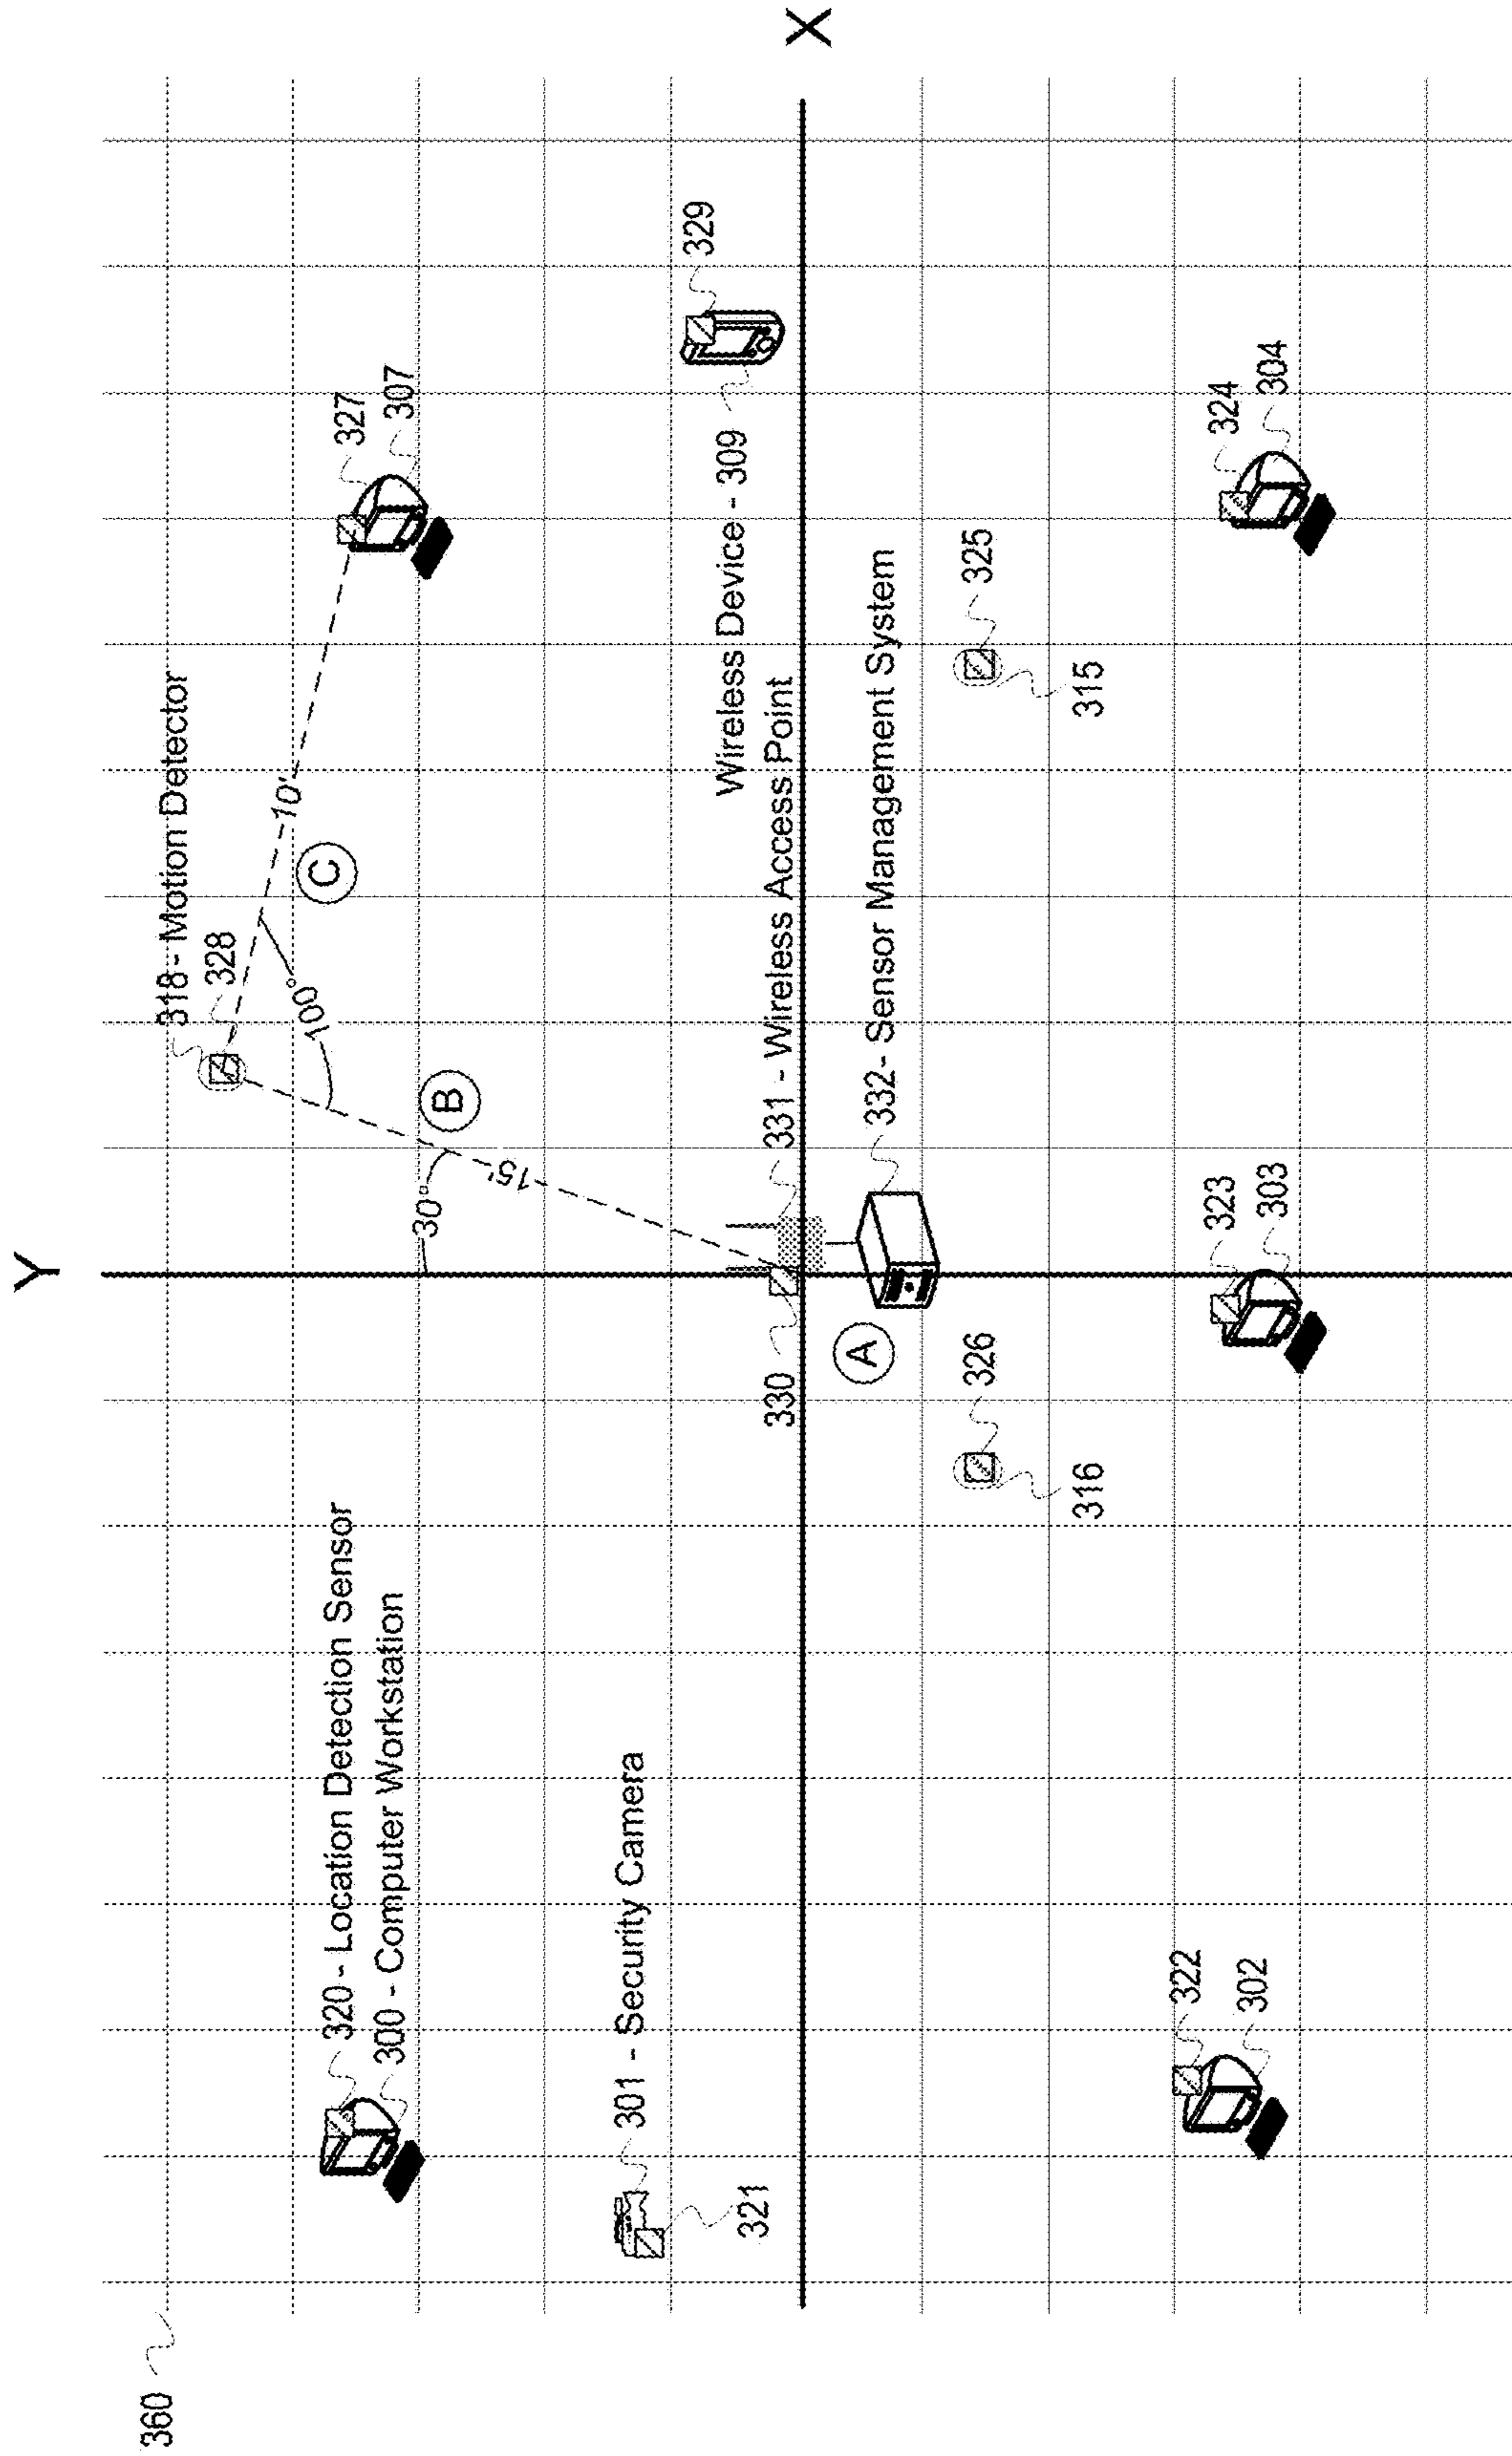 Y
X
360
318 - Motion Detector
328
100°
10'
C
327
307
30°
B
15'
320 - Location Detection Sensor
300 - Computer Workstation
301 - Security Camera
321
329
Wireless Device - 309
331 - Wireless Access Point
330
A
332- Sensor Management System
326
316
325
315
322
302
323
303
324
304